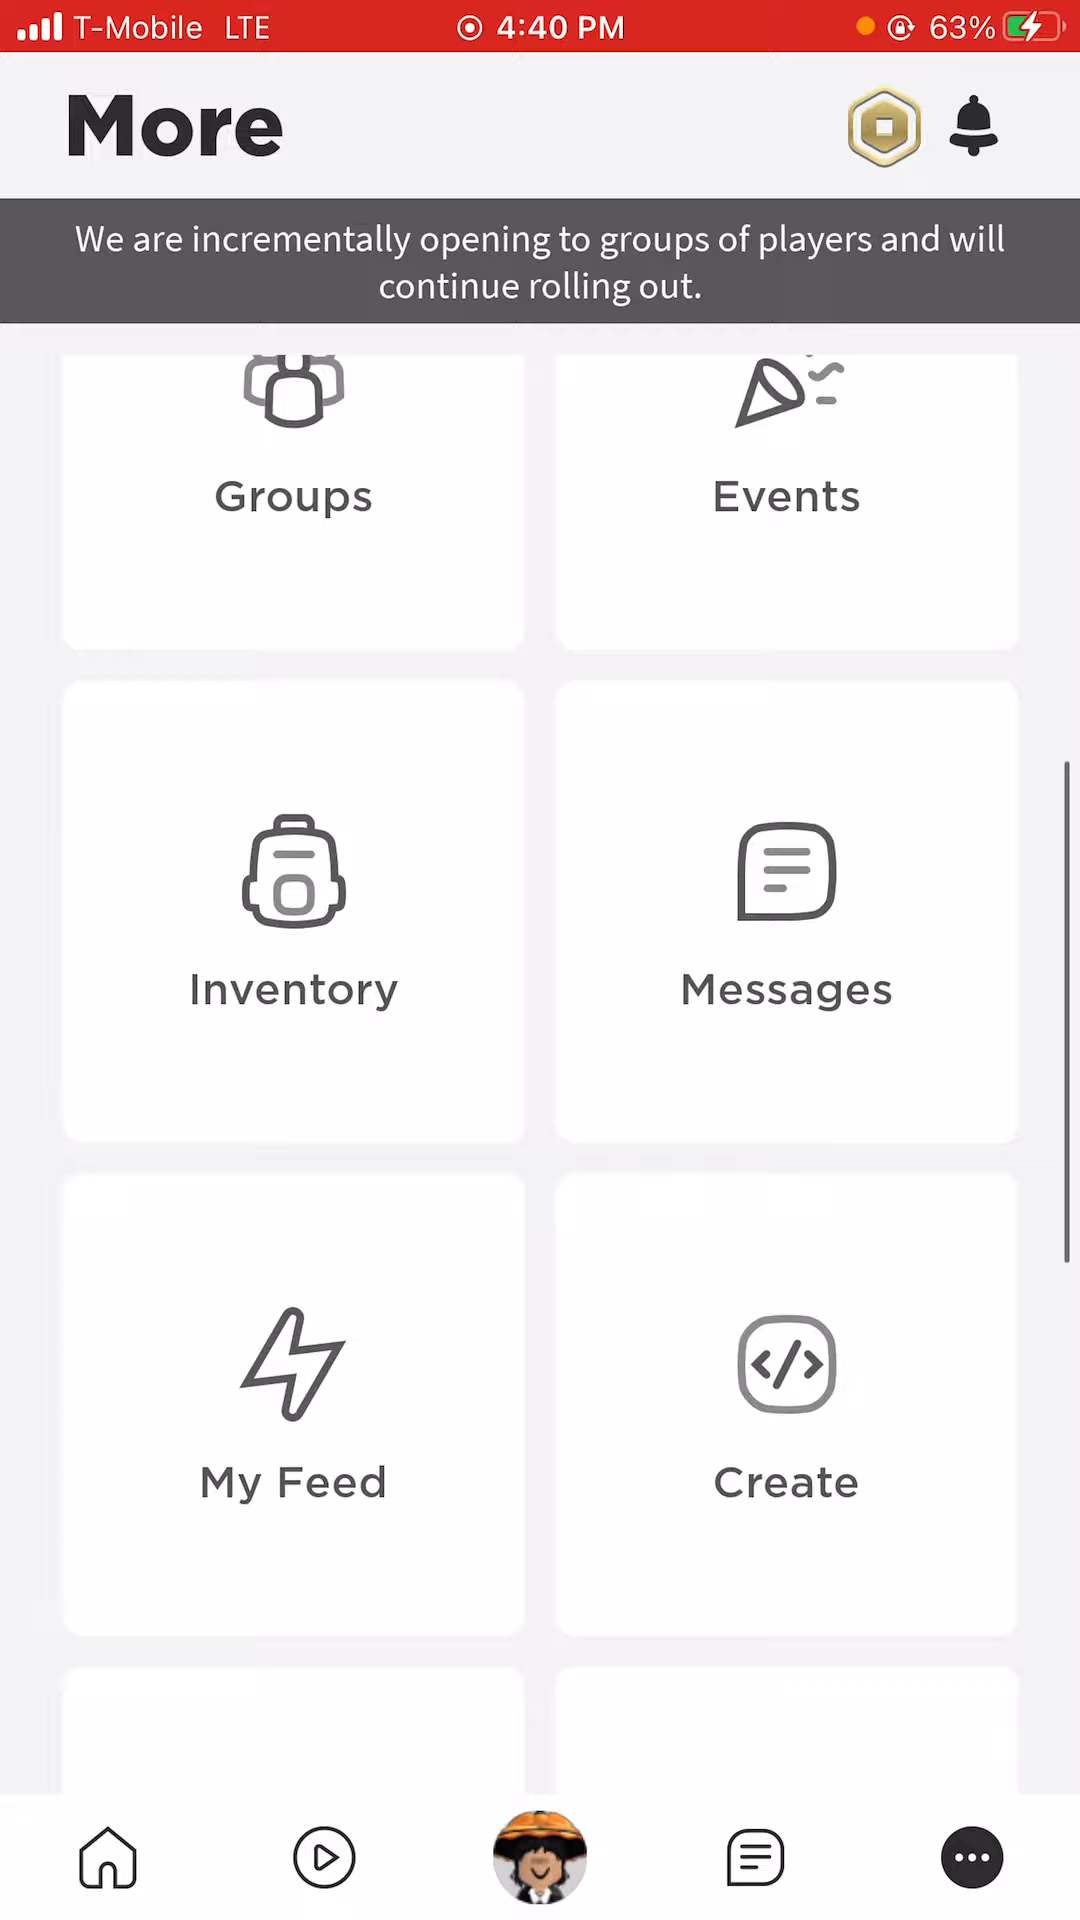 T-Mobile LTE 4:40 PM 63%
More
We are incrementally opening to groups of players and will
continue rolling out.
Groups Events
Inventory Messages
My Feed Create